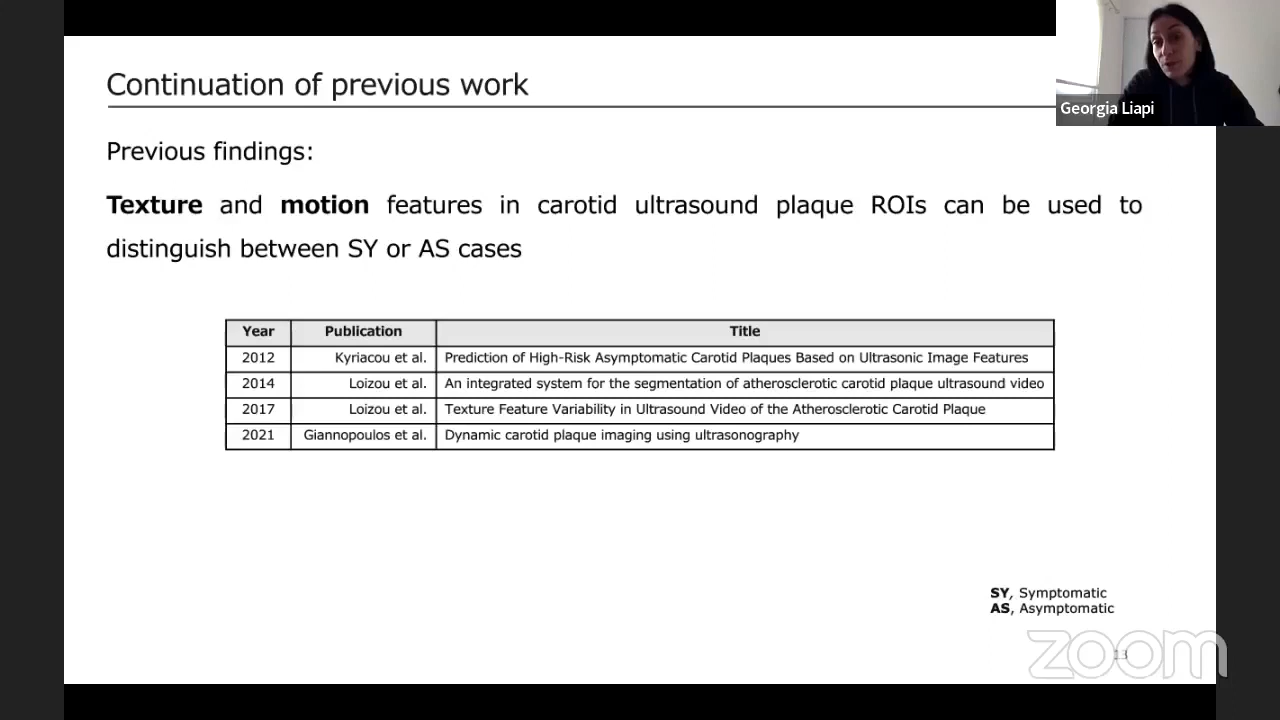 Continuation of previous work
Georgia Liapi
Previous findings:
Texture and motion features in carotid ultrasound plaque ROIs can be used to
distinguish between SY or AS cases
Year Publication Title
2012 Kyriacou et al. Prediction of High-Risk Asymptomatic Carotid Plaques Based on Ultrasonic Image Features
2014 Loizou et al. An integrated system for the segmentation of atherosclerotic carotid plaque ultrasound video
2017 Loizou et al. Texture Feature Variability in Ultrasound Video of the Atherosclerotic Carotid Plaque
2021 Giannopoulos et al. Dynamic carotid plaque imaging using ultrasonography
SY, Symptomatic
AS, Asymptomatic
zoom
13